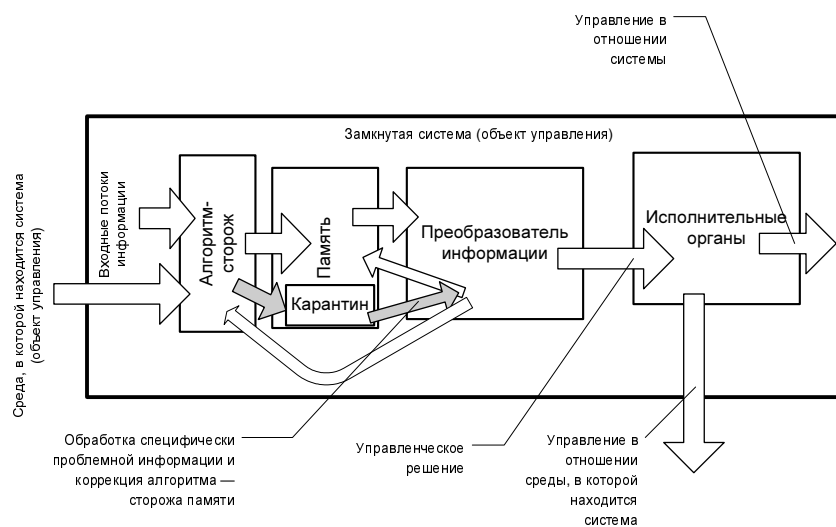 Управление в
отношении
системы
Замкнутая система (объект управления)
Среда, в которой находится система
(объект управления)
Входные потоки
информации
Алгоритм-
сторож
Память
Карантин
Преобразователь
информации
Исполнительные
органы
Обработка специфически
проблемной информации и
коррекция алгоритма —
сторожа памяти
Управленческое
решение
Управление в
отношении
среды, в которой
находится
система